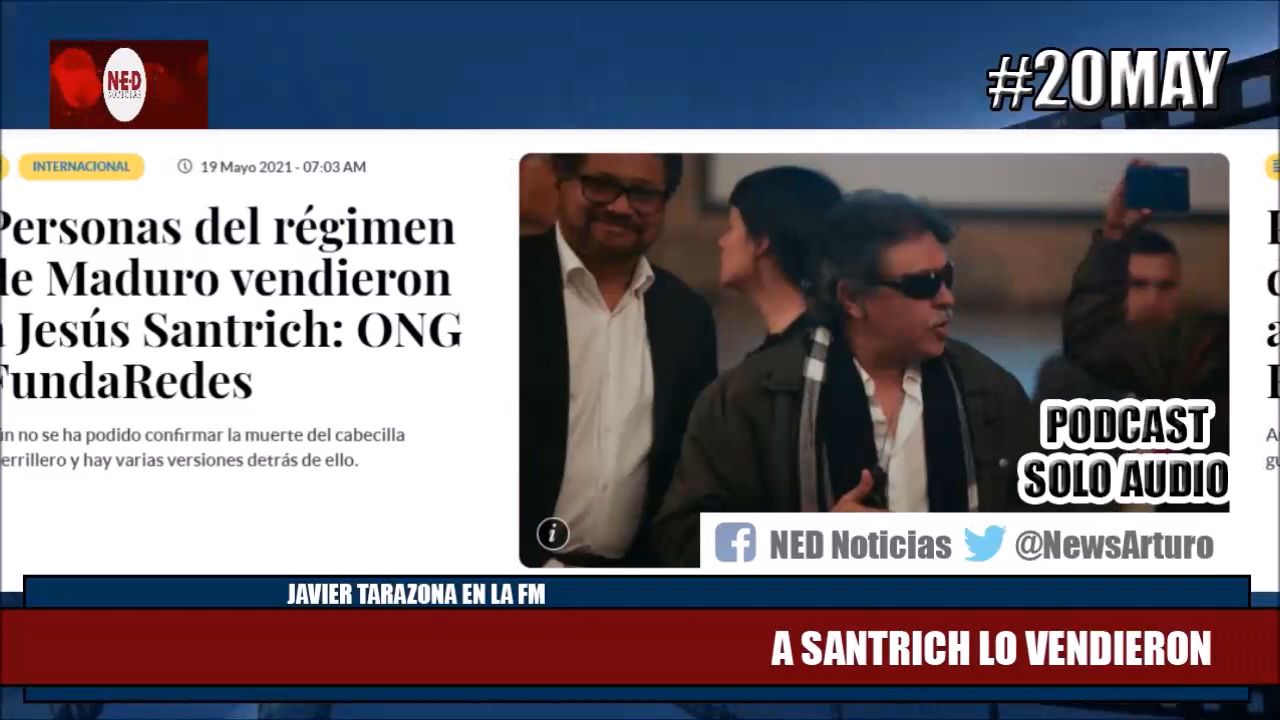 NED
#20MAY
INTERNACIONAL
19 Mayo 2021 - 07:03 AM
Personas del régimen
de Maduro vendieron
a Jesús Santrich: ONG
FundaRedes
ún no se ha podido confirmar la muerte del cabecilla
errillero y hay varias versiones detrás de ello.
PODCAST
SOLO AUDIO
NED Noticias @NewsArturo
JAVIER TARAZONA EN LA FM
A SANTRICH LO VENDIERON